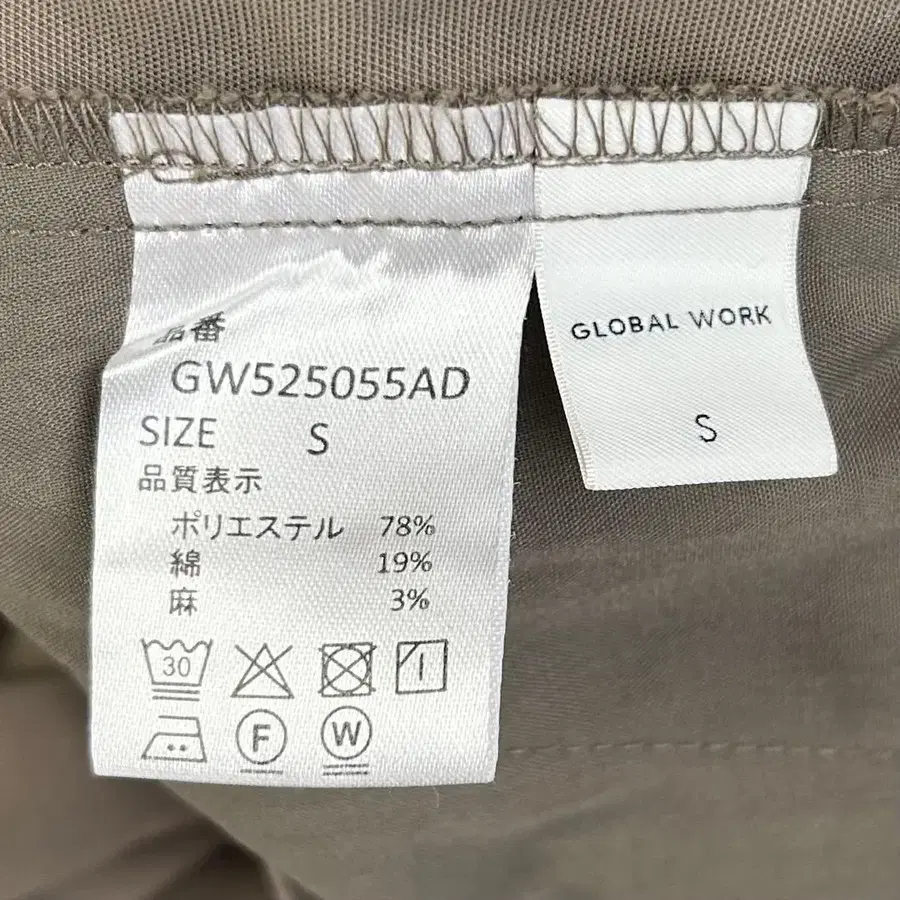 品番
GW525055AD
SIZE S
品質表示
ポリエステル 78%
綿 19%
麻 3%
30
F W
GLOBAL WORK
S